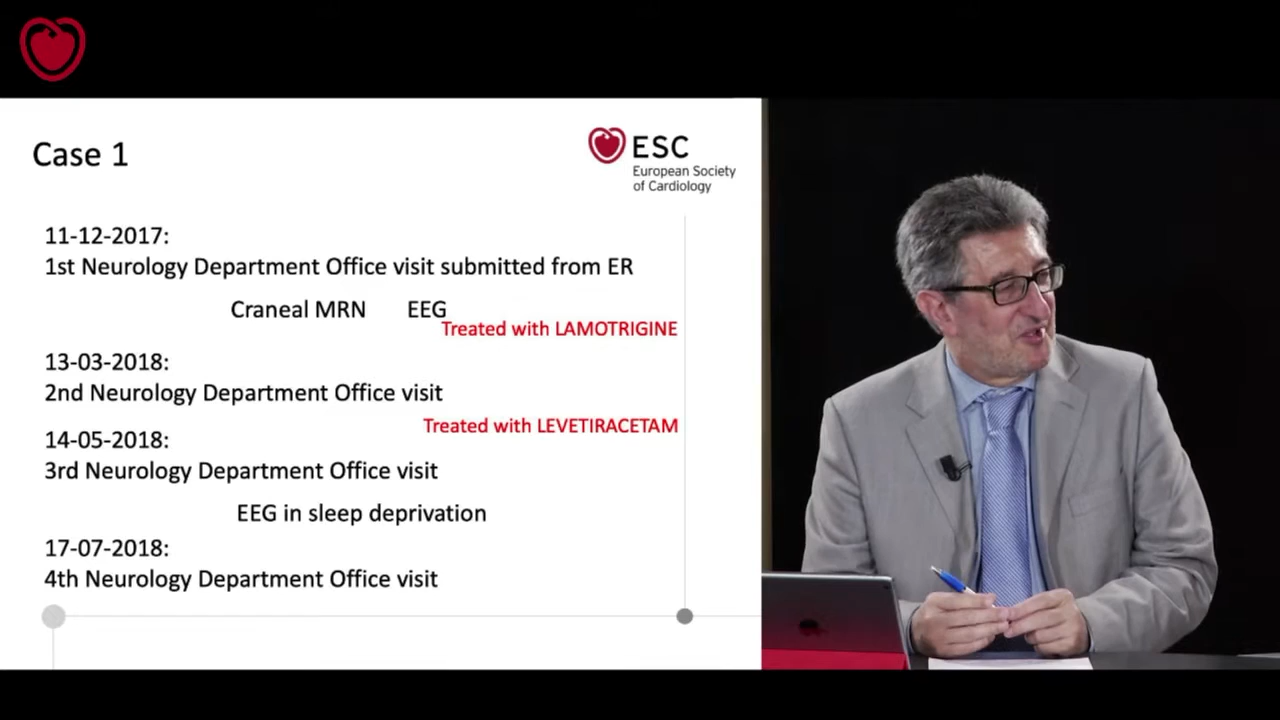 Case 1
ESC
European Society
of Cardiology
11-12-2017:
1st Neurology Department Office visit submitted from ER
Craneal MRN EEG
Treated with LAMOTRIGINE
13-03-2018:
2nd Neurology Department Office visit
Treated with LEVETIRACETAM
14-05-2018:
3rd Neurology Department Office visit
EEG in sleep deprivation
17-07-2018:
4th Neurology Department Office visit